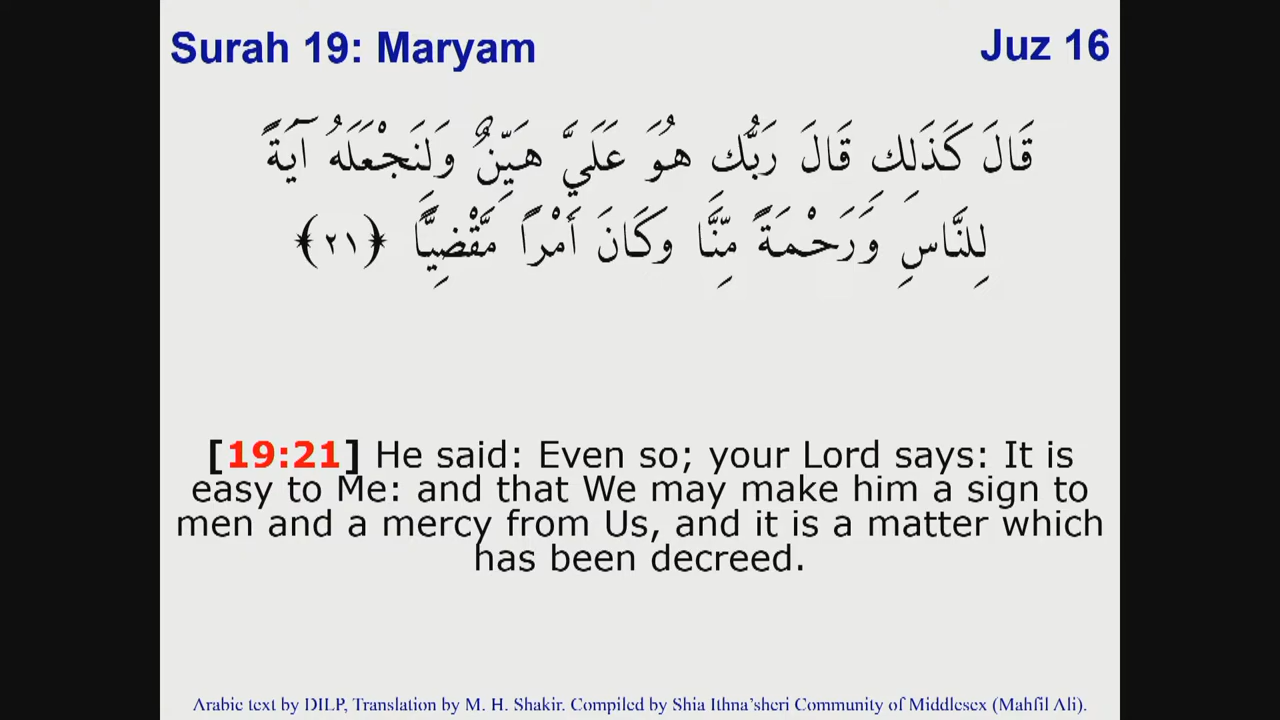 Surah 19: Maryam
Juz 16
قَالَ كَذَلِكِ قَالَ رَبُّكِ هُوَ عَلَيَّ هَيِّنٌ وَلِنَجْعَلَهُ آيَةً
لِلنَّاسِ وَرَحْمَةً مِّنَّا وَكَانَ أَمْرًا مَّقْضِيًّا ﴿٢١﴾
[19:21] He said: Even so; your Lord says: It is
easy to Me: and that We may make him a sign to
men and a mercy from Us, and it is a matter which
has been decreed.
Arabic text by DILP, Translation by M. H. Shakir. Compiled by Shia Ithna'sheri Community of Middlesex (Mahfil Ali).